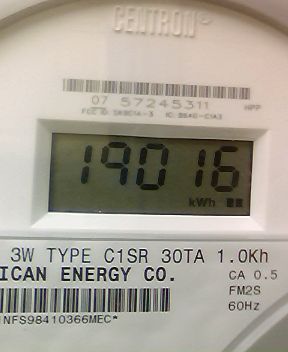 CENTRON
07 57245311
19016
kWh
3W TYPE C1SR 30TA 1.0Kh
ICAN ENERGY CO.
CA 0.5
FM2S
60Hz
NFS98410366MEC*